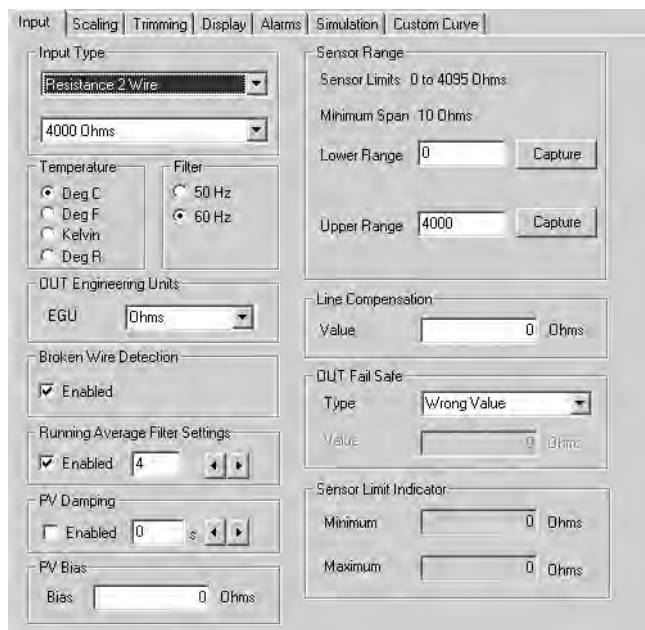 Input Scaling Trimming Display Alarms Simulation Custom Curve
Input Type
Resistance 2 Wire
4000 Ohms
Temperature
Deg C
Deg F
Kelvin
Deg R
Filter
50 Hz
60 Hz
OUT Engineering Units
EGU Ohms
Broken Wire Detection
Enabled
Running Average Filter Settings
Enabled 4
PV Damping
Enabled 0 s
PV Bias
Bias 0 Ohms
Sensor Range
Sensor Limits 0 to 4095 Ohms
Minimum Span 10 Ohms
Lower Range 0 Capture
Upper Range 4000 Capture
Line Compensation
Value 0 Ohms
OUT Fail Safe
Type Wrong Value
Value 0 Ohms
Sensor Limit Indicator
Minimum 0 Ohms
Maximum 0 Ohms